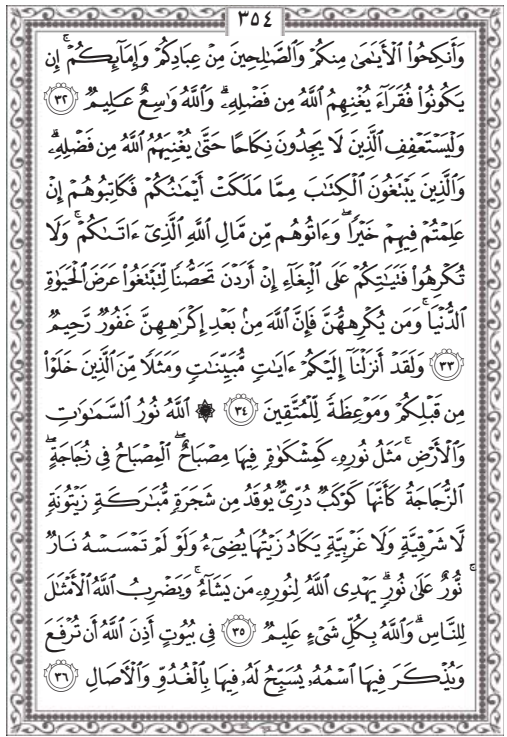 ٣٥٤
وَأَنكِحُوا۟ ٱلْأَيَـٰمَىٰ مِنكُمْ وَٱلصَّـٰلِحِينَ مِنْ عِبَادِكُمْ وَإِمَآئِكُمْ ۚ إِن
يَكُونُوا۟ فُقَرَآءَ يُغْنِهِمُ ٱللَّهُ مِن فَضْلِهِۦ ۗ وَٱللَّهُ وَٰسِعٌ عَلِيمٌ ٣٢
وَلْيَسْتَعْفِفِ ٱلَّذِينَ لَا يَجِدُونَ نِكَاحًا حَتَّىٰ يُغْنِيَهُمُ ٱللَّهُ مِن فَضْلِهِۦ ۗ
وَٱلَّذِينَ يَبْتَغُونَ ٱلْكِتَـٰبَ مِمَّا مَلَكَتْ أَيْمَـٰنُكُمْ فَكَاتِبُوهُمْ إِنْ
عَلِمْتُمْ فِيهِمْ خَيْرًا ۖ وَءَاتُوهُم مِّن مَّالِ ٱللَّهِ ٱلَّذِىٓ ءَاتَىٰكُمْ ۚ وَلَا
تُكْرِهُوا۟ فَتَيَـٰتِكُمْ عَلَى ٱلْبِغَآءِ إِنْ أَرَدْنَ تَحَصُّنًا لِّتَبْتَغُوا۟ عَرَضَ ٱلْحَيَوٰةِ
ٱلدُّنْيَا ۚ وَمَن يُكْرِههُّنَّ فَإِنَّ ٱللَّهَ مِنۢ بَعْدِ إِكْرَٰهِهِنَّ غَفُورٌ رَّحِيمٌ
٣٣ وَلَقَدْ أَنزَلْنَآ إِلَيْكُمْ ءَايَـٰتٍ مُّبَيِّنَـٰتٍ وَمَثَلًا مِّنَ ٱلَّذِينَ خَلَوْا۟
مِن قَبْلِكُمْ وَمَوْعِظَةً لِّلْمُتَّقِينَ ٣٤ ۞ ٱللَّهُ نُورُ ٱلسَّمَـٰوَٰتِ
وَٱلْأَرْضِ ۚ مَثَلُ نُورِهِۦ كَمِشْكَوٰةٍ فِيهَا مِصْبَاحٌ ۖ ٱلْمِصْبَاحُ فِى زُجَاجَةٍ ۖ
ٱلزُّجَاجَةُ كَأَنَّهَا كَوْكَبٌ دُرِّىٌّ يُوقَدُ مِن شَجَرَةٍ مُّبَـٰرَكَةٍ زَيْتُونَةٍ
لَّا شَرْقِيَّةٍ وَلَا غَرْبِيَّةٍ يَكَادُ زَيْتُهَا يُضِىٓءُ وَلَوْ لَمْ تَمْسَسْهُ نَارٌ ۚ
نُّورٌ عَلَىٰ نُورٍ ۗ يَهْدِى ٱللَّهُ لِنُورِهِۦ مَن يَشَآءُ ۚ وَيَضْرِبُ ٱللَّهُ ٱلْأَمْثَـٰلَ
لِلنَّاسِ ۗ وَٱللَّهُ بِكُلِّ شَىْءٍ عَلِيمٌ ٣٥ فِى بُيُوتٍ أَذِنَ ٱللَّهُ أَن تُرْفَعَ
وَيُذْكَرَ فِيهَا ٱسْمُهُۥ يُسَبِّحُ لَهُۥ فِيهَا بِٱلْغُدُوِّ وَٱلْـَٔاصَالِ ٣٦